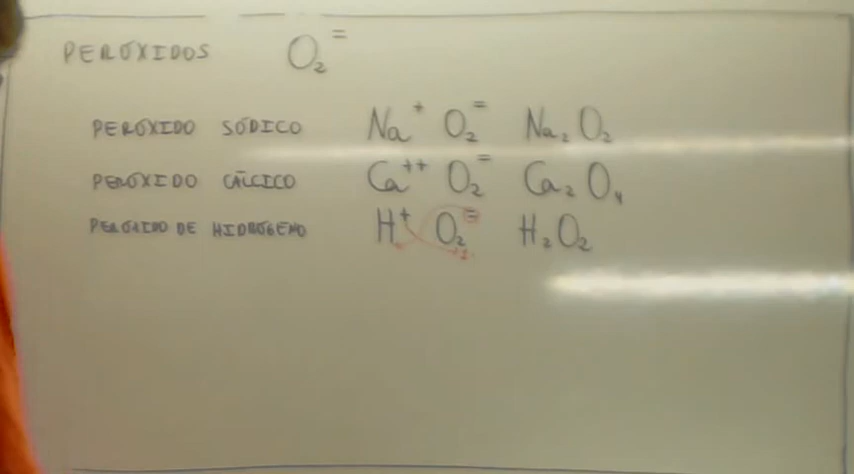 PERÓXIDOS O₂⁼
PERÓXIDO SÓDICO Na⁺ O₂⁼ Na₂O₂
PERÓXIDO CÁLCICO Ca⁺⁺ O₂⁼ Ca₂O₄
PERÓXIDO DE HIDRÓGENO H⁺ O₂⁼ H₂O₂